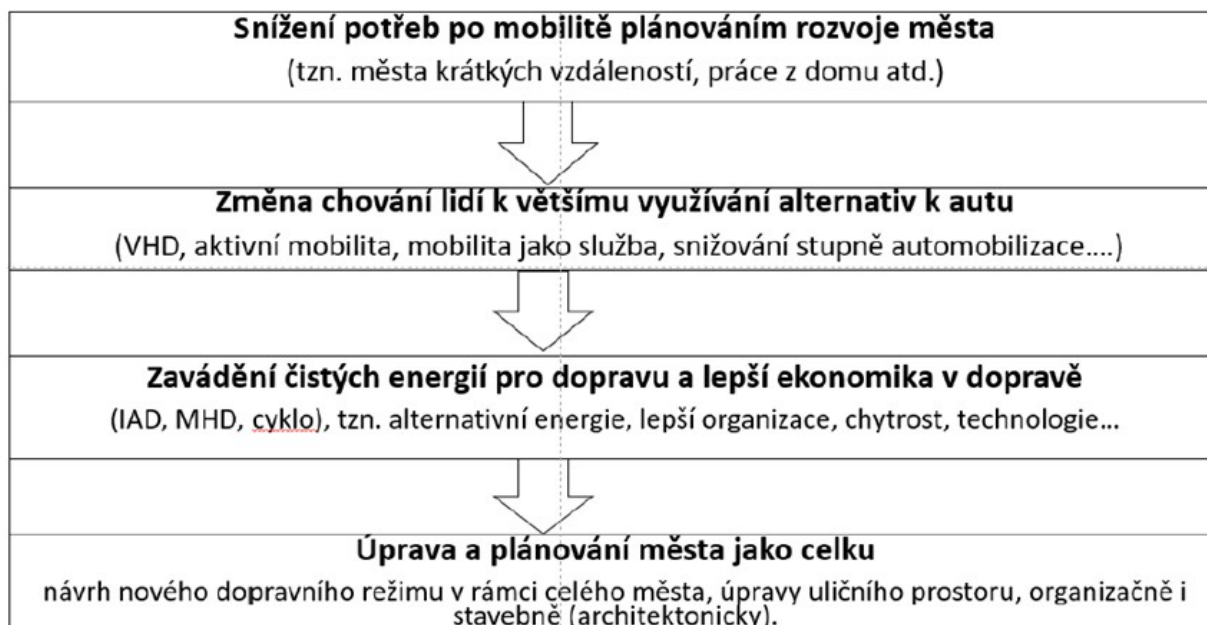 Snížení potřeb po mobilitě plánováním rozvoje města
(tzn. města krátkých vzdáleností, práce z domu atd.)
Změna chování lidí k většímu využívání alternativ k autu
(VHD, aktivní mobilita, mobilita jako služba, snižování stupně automobilizace....)
Zavádění čistých energií pro dopravu a lepší ekonomika v dopravě
(IAD, MHD, cyklo), tzn. alternativní energie, lepší organizace, chytrost, technologie...
Úprava a plánování města jako celku
návrh nového dopravního režimu v rámci celého města, úpravy uličního prostoru, organizačně i
stavebně (architektonicky).